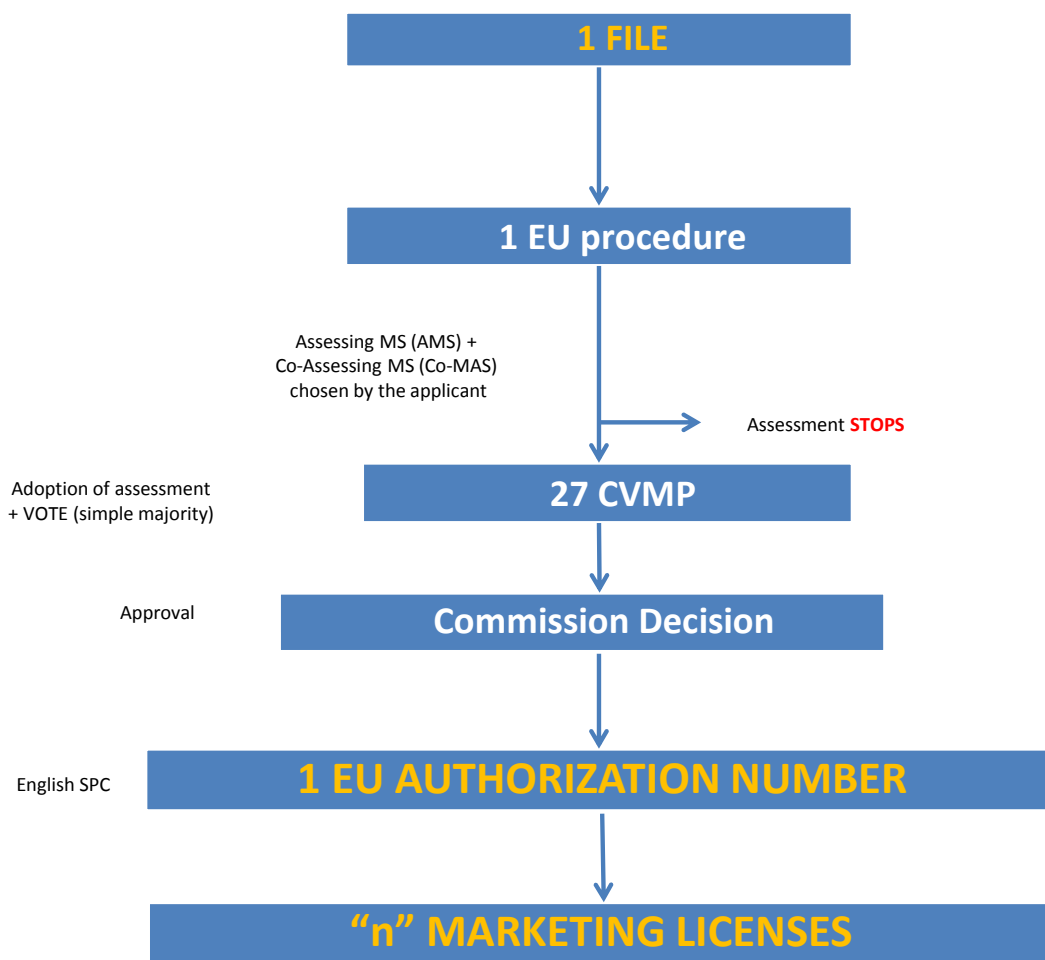 1 FILE
1 EU procedure
Assessing MS (AMS) +
Co-Assessing MS (Co-MAS)
chosen by the applicant
Assessment STOPS
27 CVMP
Adoption of assessment
+ VOTE (simple majority)
Approval
Commission Decision
English SPC
1 EU AUTHORIZATION NUMBER
“n” MARKETING LICENSES